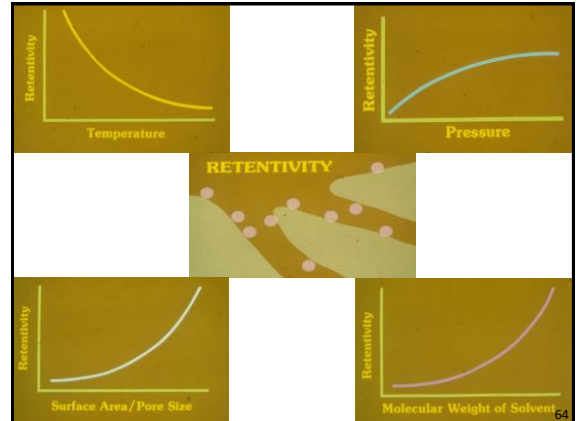 Retentivity
Temperature
Retentivity
Pressure
RETENTIVITY
Retentivity
Surface Area/Pore Size
Retentivity
Molecular Weight of Solvent
64